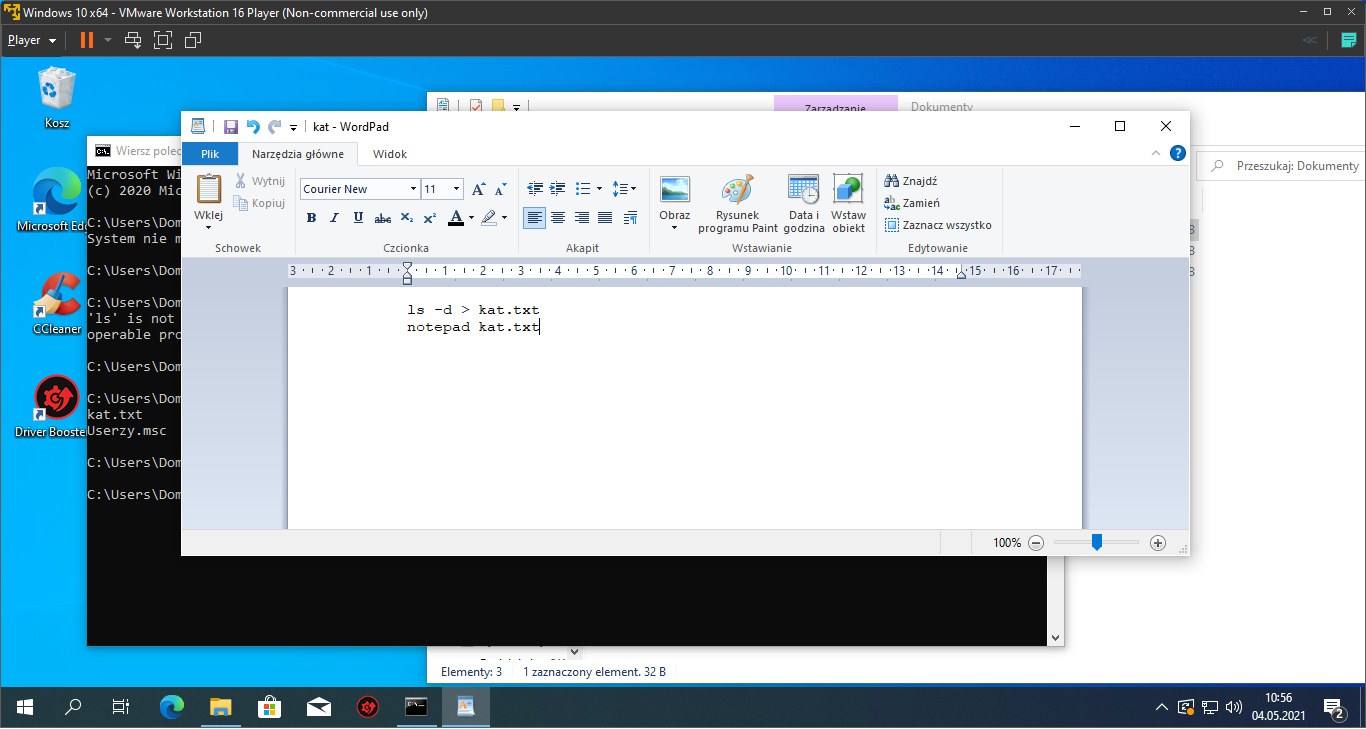 Windows 10 x64 - VMware Workstation 16 Player (Non-commercial use only)
Player
Kosz
Microsoft Edg
CCleaner
Driver Booste
Zarządzanie
Dokumenty
Przeszukaj: Dokumenty
B
B
B
Wiersz polec
Microsoft Wi
(c) 2020 Mic
C:\Users\Dom
System nie m
C:\Users\Dom
C:\Users\Dom
'ls' is not
operable pro
C:\Users\Dom
C:\Users\Dom
kat.txt
Userzy.msc
C:\Users\Dom
C:\Users\Dom
kat - WordPad
Plik Narzędzia główne Widok
Wklej
Wytnij
Kopiuj
Schowek
Courier New 11
Czcionka
Akapit
Obraz
Rysunek programu Paint
Data i godzina
Wstaw obiekt
Wstawianie
Znajdź
Zamień
Zaznacz wszystko
Edytowanie
3 2 1 1 2 3 4 5 6 7 8 9 10 11 12 13 14 15 16 17
ls -d > kat.txt
notepad kat.txt
100%
Elementy: 3 1 zaznaczony element. 32 B
10:56
04.05.2021
2